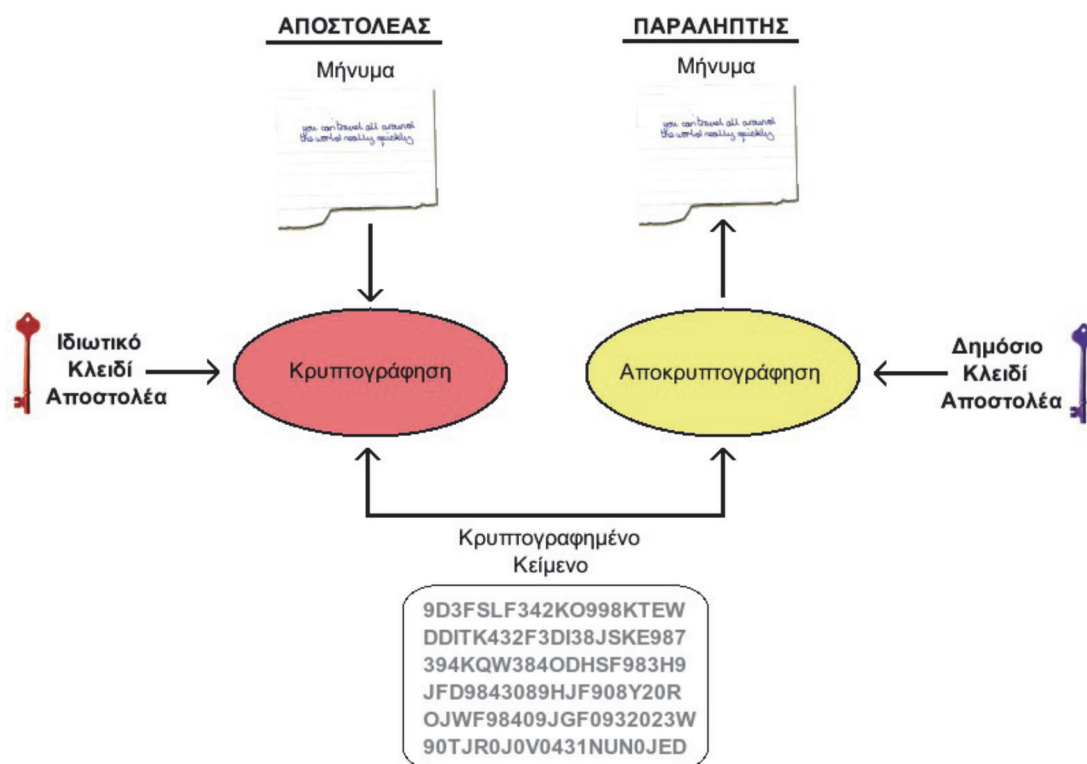 ΑΠΟΣΤΟΛΕΑΣ
Μήνυμα
you can travel all around
the world really quickly
ΠΑΡΑΛΗΠΤΗΣ
Μήνυμα
you can travel all around
the world really quickly
Ιδιωτικό
Κλειδί
Αποστολέα
Κρυπτογράφηση
Αποκρυπτογράφηση
Δημόσιο
Κλειδί
Αποστολέα
Κρυπτογραφημένο
Κείμενο
9D3FSLF342KO998KTEW
DDITK432F3DI38JSKE987
394KQW384ODHSF983H9
JFD9843089HJF908Y20R
OJWF98409JGF0932023W
90TJR0J0V0431NUN0JED